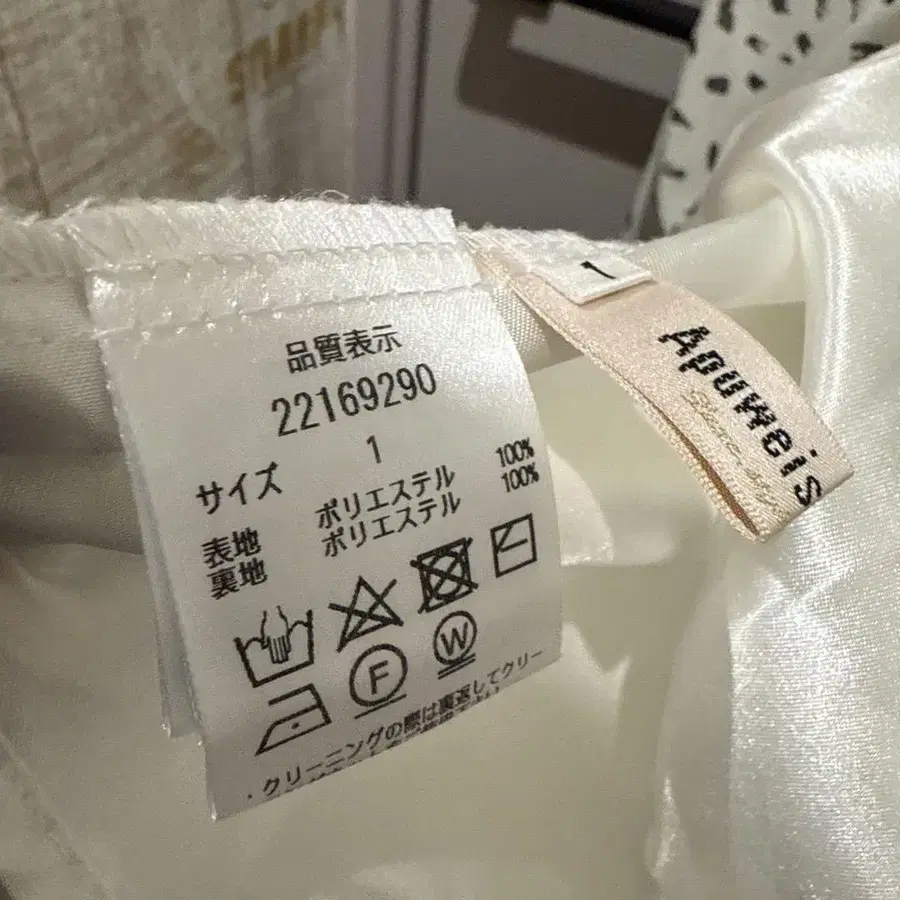 品質表示
22169290
サイズ 1
表地 ポリエステル 100%
裏地 ポリエステル 100%
F W
・クリーニングの際は裏返してクリー
1
Apuweis